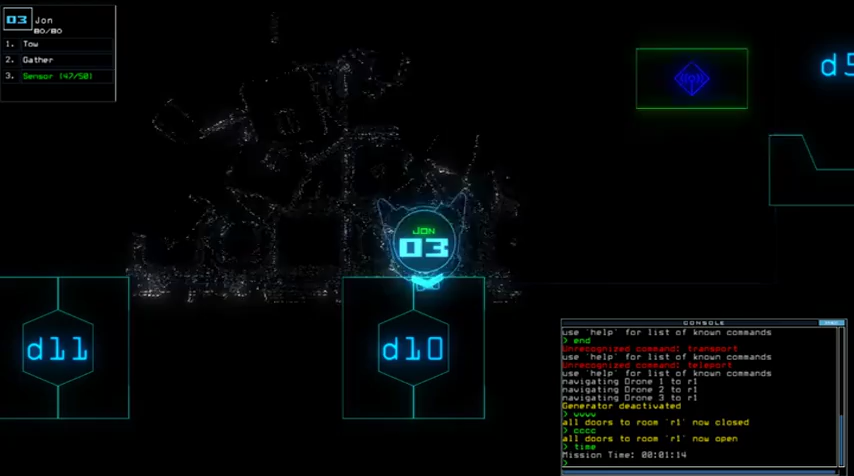 03 Jon
80/80
1. Tow
2. Gather
3. Sensor (47/50)
d5
JON
03
d11
d10
CONSOLE
use 'help' for list of known commands
> end
Unrecognized command: transport
use 'help' for list of known commands
Unrecognized command: teleport
use 'help' for list of known commands
navigating Drone 1 to r1
navigating Drone 2 to r1
navigating Drone 3 to r1
Generator deactivated
> vvvv
all doors to room 'r1' now closed
> cccc
all doors to room 'r1' now open
> time
Mission Time: 00:01:14
>